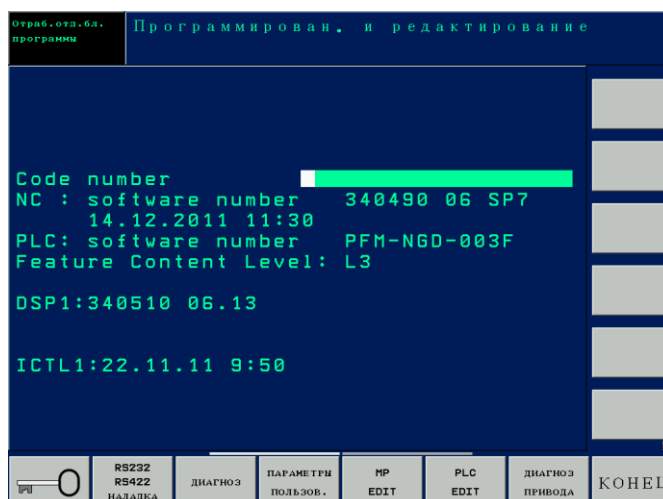 Отраб.отд.бл.
программы
Программирован. и редактирование
Code number
NC : software number 340490 06 SP7
14.12.2011 11:30
PLC: software number PFM-NGD-003F
Feature Content Level: L3
DSP1:340510 06.13
ICTL1:22.11.11 9:50
RS232
RS422
НАЛАДКА
ДИАГНОЗ
ПАРАМЕТРЫ
ПОЛЬЗОВ.
MP
EDIT
PLC
EDIT
ДИАГНОЗ
ПРИВОДА
КОНЕЦ